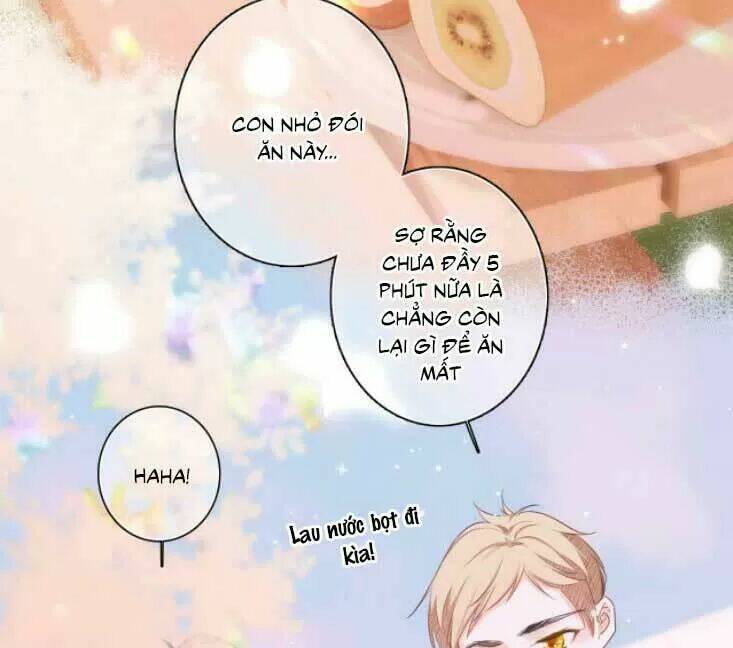 CON NHỎ ĐÓI
ĂN NÀY...
SỢ RẰNG
CHƯA ĐẦY 5
PHÚT NỮA LÀ
CHẲNG CÒN
LẠI GÌ ĐỂ ĂN
MẤT
HAHA!
Lau nước bọt đi
kìa!